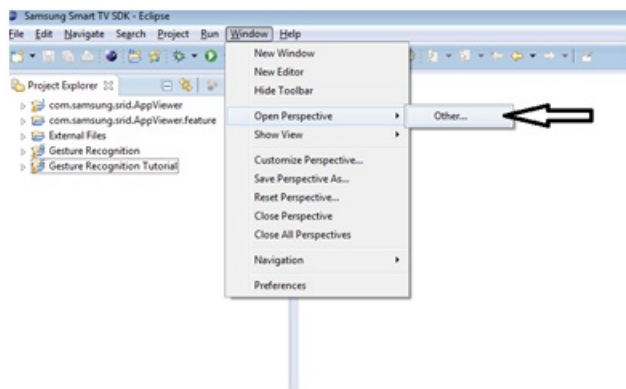 Samsung Smart TV SDK - Eclipse
File Edit Navigate Search Project Run Window Help
Project Explorer
com.samsung.srid.AppViewer
com.samsung.srid.AppViewer.feature
External Files
Gesture Recognition
Gesture Recognition Tutorial
New Window
New Editor
Hide Toolbar
Open Perspective
Other...
Show View
Customize Perspective...
Save Perspective As...
Reset Perspective...
Close Perspective
Close All Perspectives
Navigation
Preferences